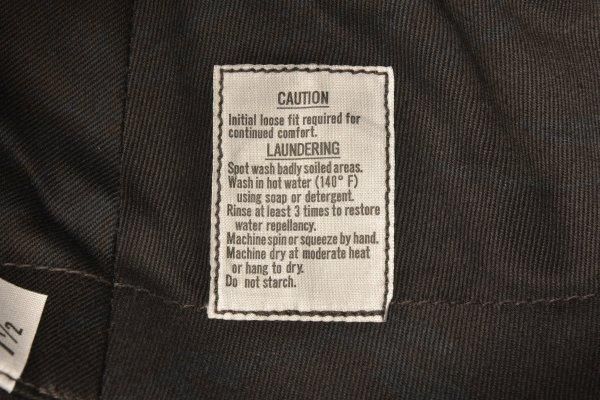 CAUTION
Initial loose fit required for
continued comfort.
LAUNDERING
Spot wash badly soiled areas.
Wash in hot water (140° F)
using soap or detergent.
Rinse at least 3 times to restore
water repellancy.
Machine spin or squeeze by hand.
Machine dry at moderate heat
or hang to dry.
Do not starch.
1/2